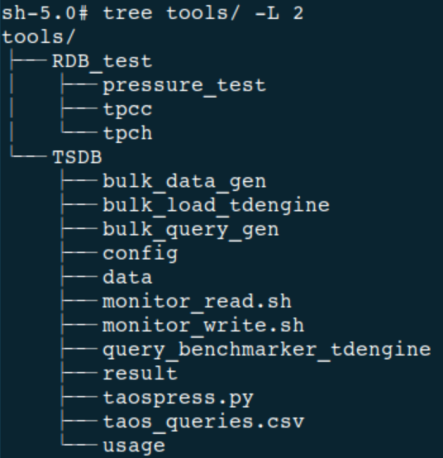 sh-5.0# tree tools/ -L 2
tools/
├── RDB_test
│   ├── pressure_test
│   ├── tpcc
│   └── tpch
└── TSDB
    ├── bulk_data_gen
    ├── bulk_load_tdengine
    ├── bulk_query_gen
    ├── config
    ├── data
    ├── monitor_read.sh
    ├── monitor_write.sh
    ├── query_benchmarker_tdengine
    ├── result
    ├── taospress.py
    ├── taos_queries.csv
    └── usage